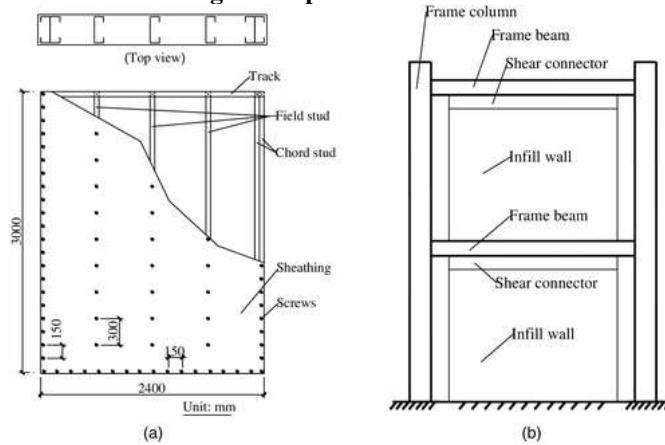 (Top view)
Track
Field stud
Chord stud
Sheathing
Screws
3000
150
300
150
2400
Unit: mm
(a)
Frame column
Frame beam
Shear connector
Infill wall
Frame beam
Shear connector
Infill wall
(b)